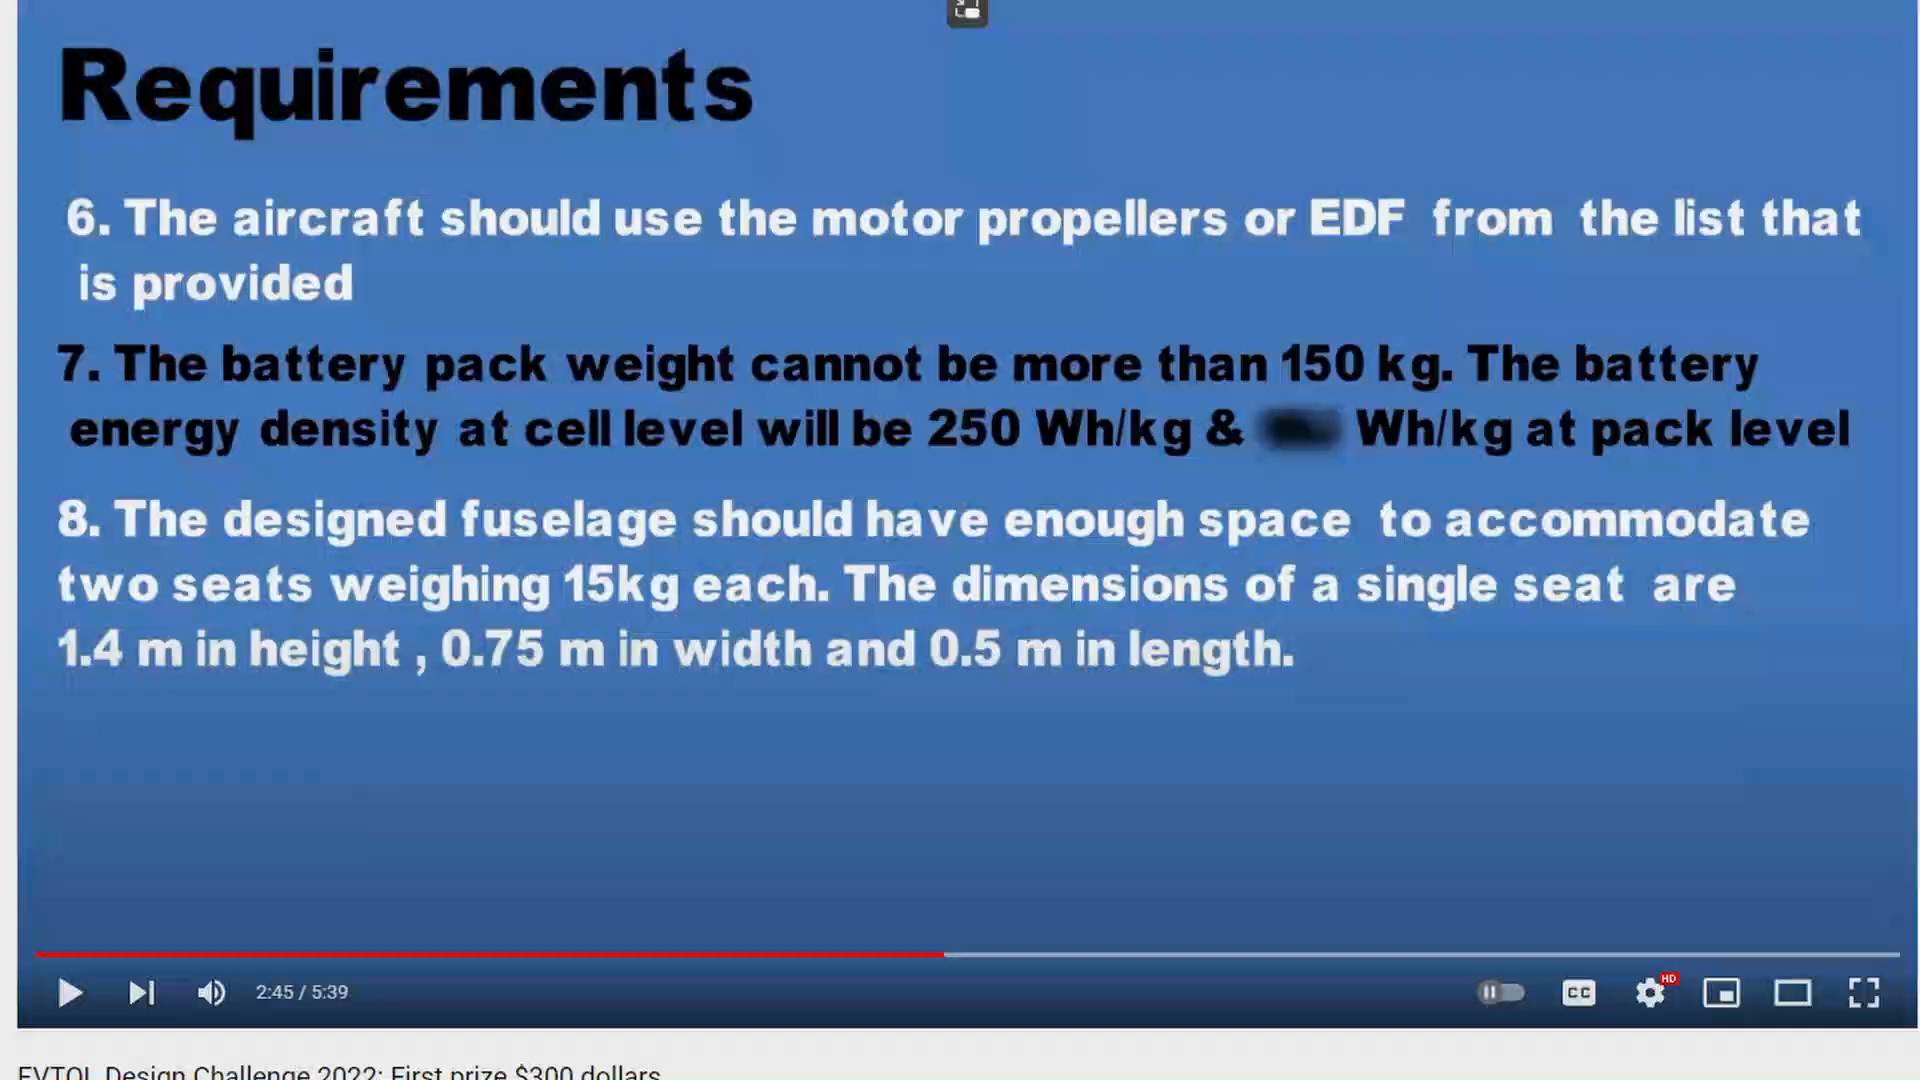 Requirements
6. The aircraft should use the motor propellers or EDF from the list that
is provided
7. The battery pack weight cannot be more than 150 kg. The battery
energy density at cell level will be 250 Wh/kg & Wh/kg at pack level
8. The designed fuselage should have enough space to accommodate
two seats weighing 15kg each. The dimensions of a single seat are
1.4 m in height , 0.75 m in width and 0.5 m in length.
2:45 / 5:39
CC
HD
EVTOL Design Challenge 2022: First prize $300 dollars